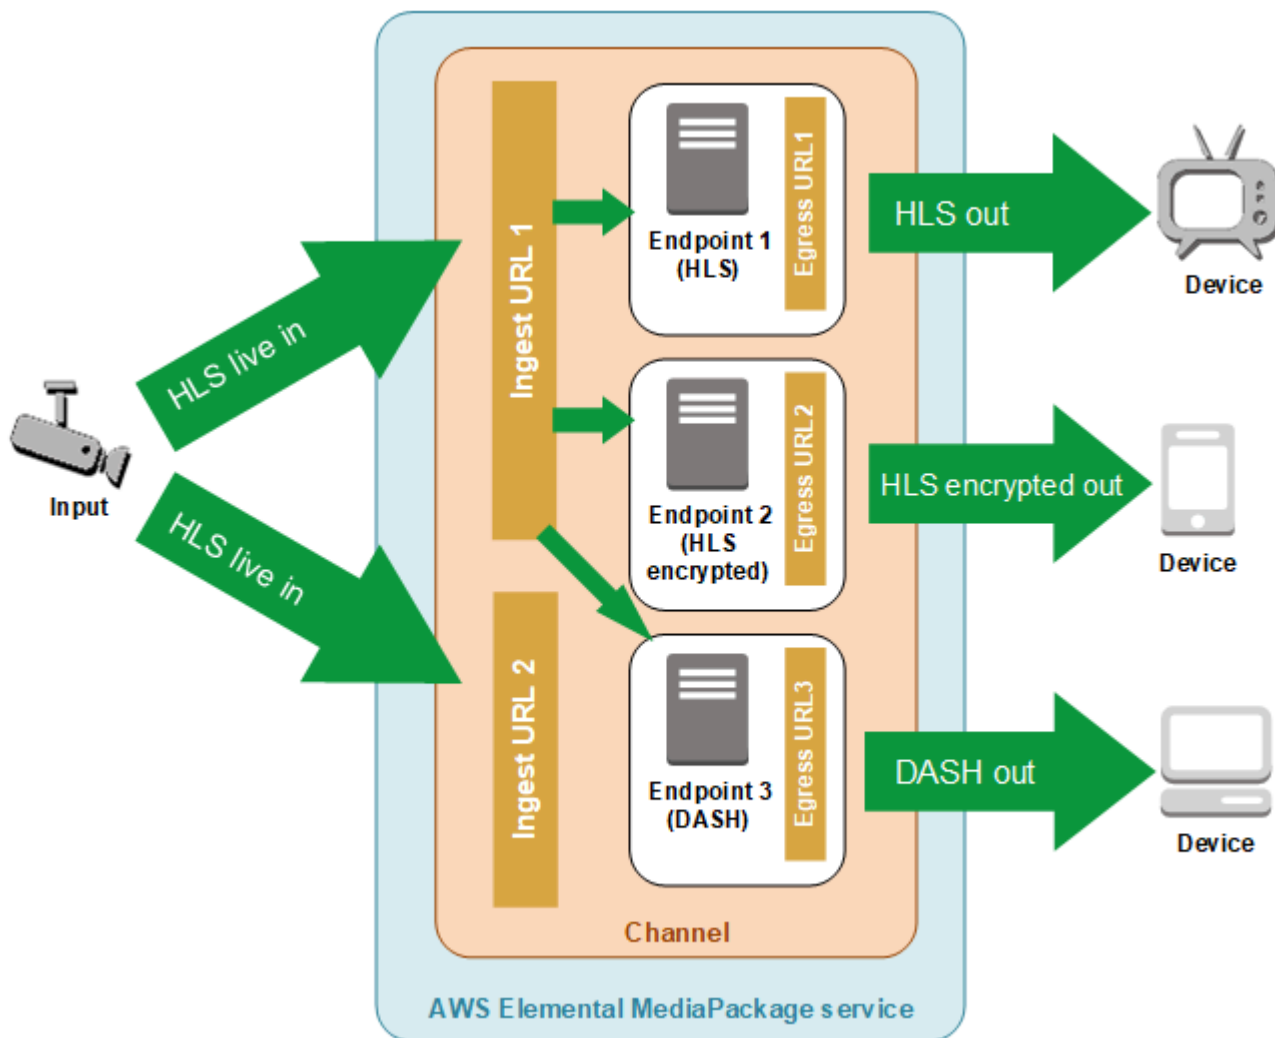 Input
HLS live in
HLS live in
Ingest URL 1
Ingest URL 2
Endpoint 1
(HLS)
Egress URL1
Endpoint 2
(HLS
encrypted)
Egress URL2
Endpoint 3
(DASH)
Egress URL3
HLS out
Device
HLS encrypted out
Device
DASH out
Device
Channel
AWS Elemental MediaPackage service